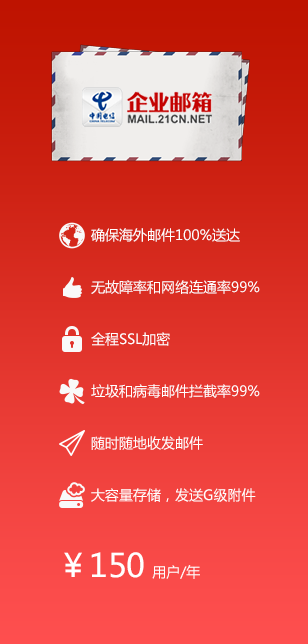 中国电信
CHINA TELECOM
企业邮箱
MAIL.21CN.NET
确保海外邮件100%送达
无故障率和网络连通率99%
全程SSL加密
垃圾和病毒邮件拦截率99%
随时随地收发邮件
大容量存储，发送G级附件
￥150 用户/年